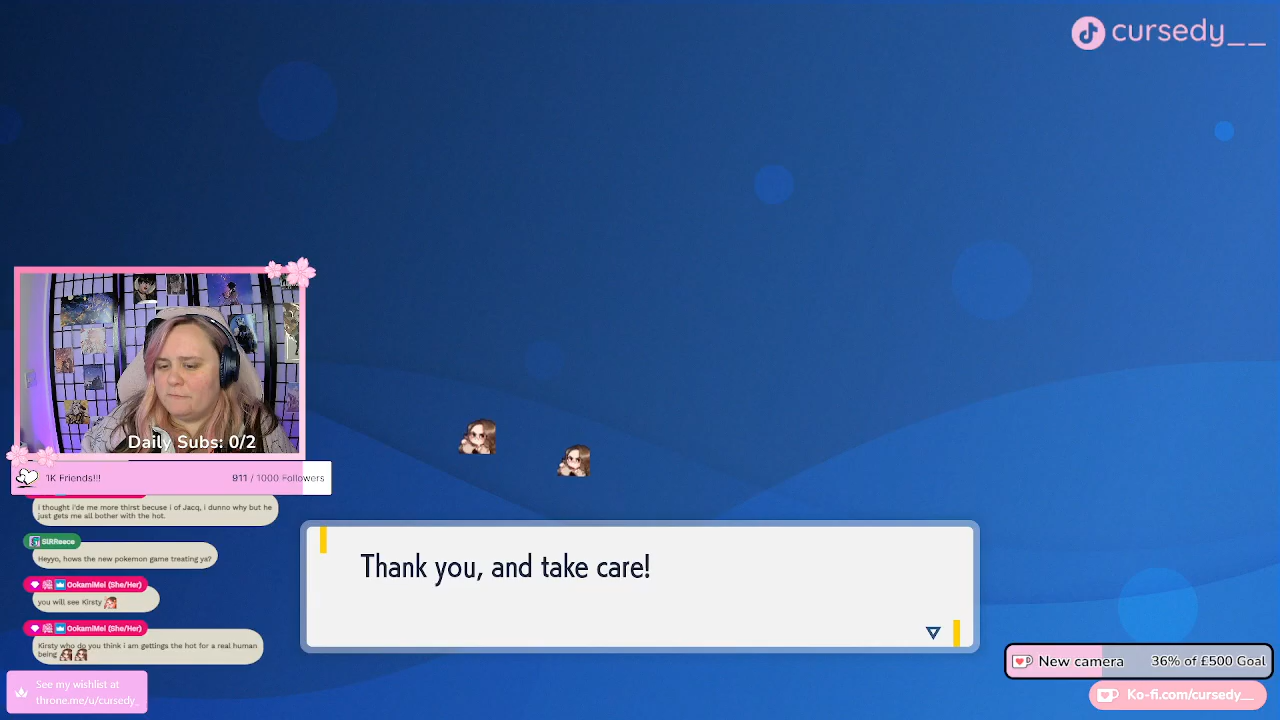 cursedy__
Daily Subs: 0/2
1K Friends!!!
911 / 1000 Followers
i thought i'de me more thirst becuse i of Jacq, i dunno why but he
just gets me all bother with the hot.
SiRReece
Heyyo, hows the new pokemon game treating ya?
OokamiMei (She/Her)
you will see Kirsty
OokamiMei (She/Her)
Kirsty who do you think i am gettings the hot for a real human
being
See my wishlist at
throne.me/u/cursedy_
Thank you, and take care!
New camera
36% of £500 Goal
Ko-fi.com/cursedy__